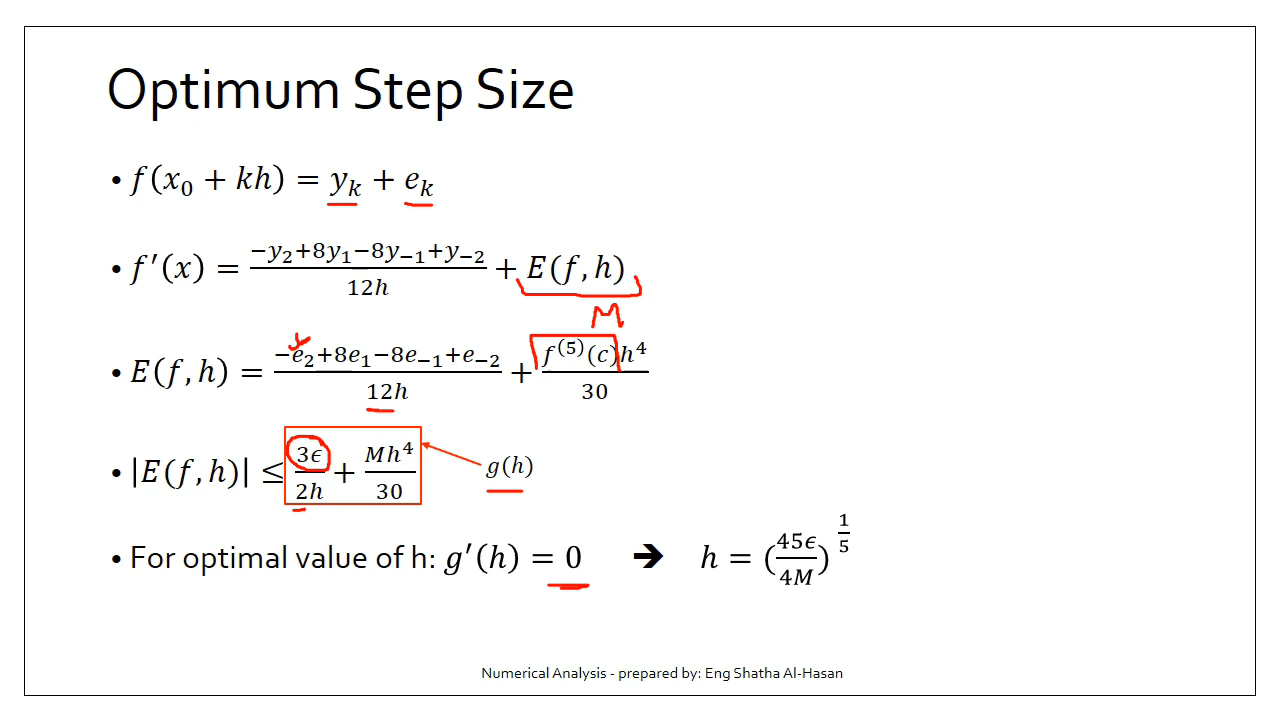 Optimum Step Size
• f(x₀ + kh) = yₖ + eₖ
• f′(x) = (−y₂+8y₁−8y₋₁+y₋₂)/(12h) + E(f, h)
M
• E(f, h) = (−e₂+8e₁−8e₋₁+e₋₂)/(12h) + (f⁽⁵⁾(c)h⁴)/30
• |E(f, h)| ≤ 3ϵ/2h + Mh⁴/30 g(h)
• For optimal value of h: g′(h) = 0 ➔ h = (45ϵ/4M)^(1/5)
Numerical Analysis - prepared by: Eng Shatha Al-Hasan